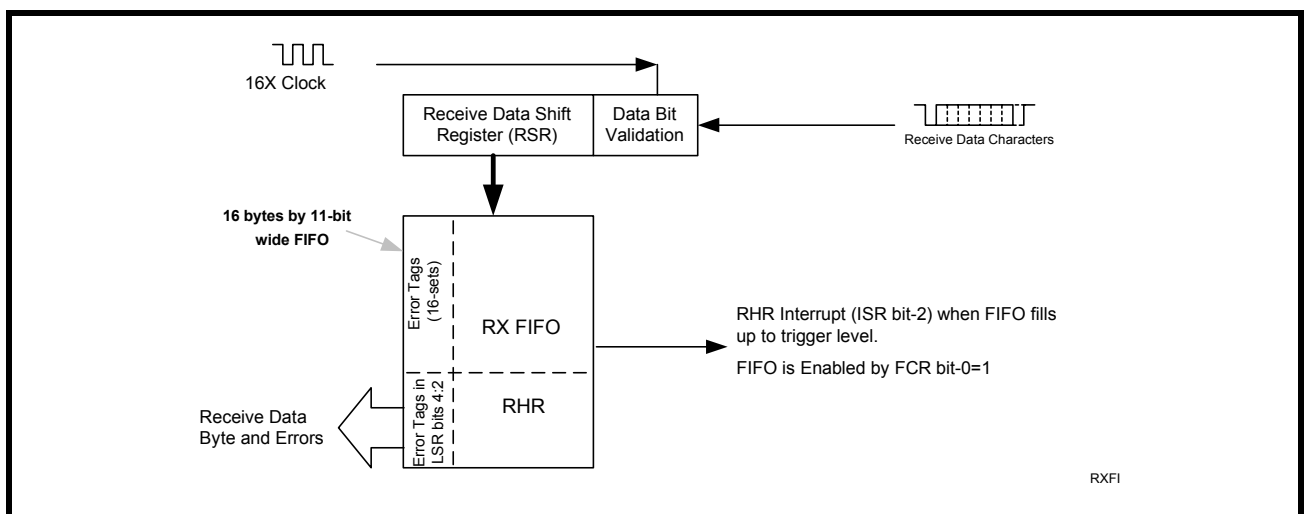 16X Clock
Receive Data Shift
Register (RSR)
Data Bit
Validation
Receive Data Characters
16 bytes by 11-bit
wide FIFO
Error Tags
(16-sets)
RX FIFO
RHR Interrupt (ISR bit-2) when FIFO fills
up to trigger level.
FIFO is Enabled by FCR bit-0=1
Error Tags in
LSR bits 4:2
RHR
Receive Data
Byte and Errors
RXFI